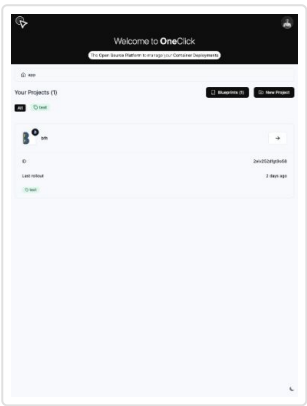 Welcome to OneClick
The Open Source Platform to manage your Container Deployments
app
Your Projects (1)
Blueprints (1)
New Project
All
test
ID
Last rollout
3 days ago
test